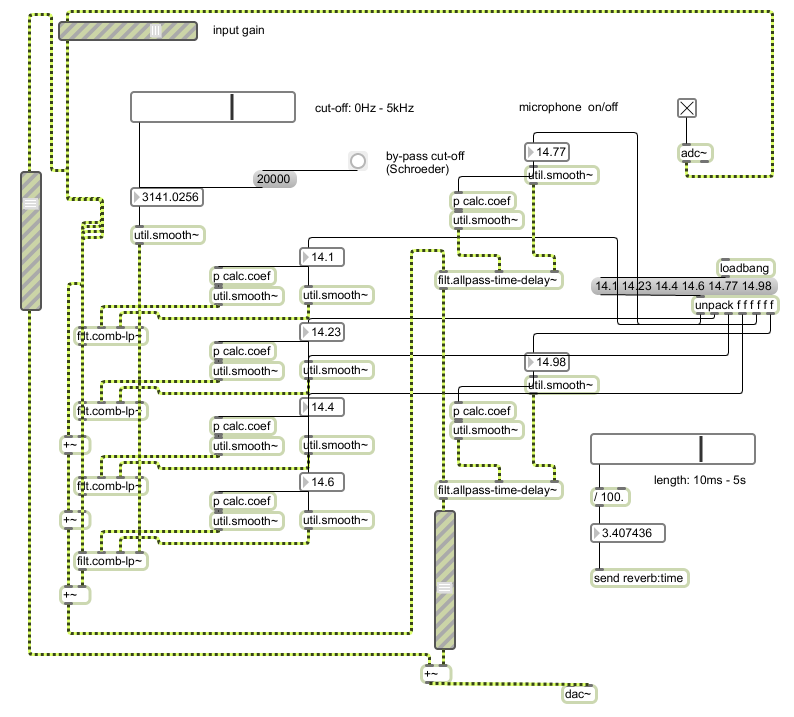 input gain
cut-off: 0Hz - 5kHz
microphone on/off
by-pass cut-off
(Schroeder)
20000
3141.0256
util.smooth~
14.77
util.smooth~
adc~
p calc.coef
util.smooth~
14.1
p calc.coef
util.smooth~
util.smooth~
filt.allpass-time-delay~
loadbang
14.1 14.23 14.4 14.6 14.77 14.98
unpack f f f f f f
filt.comb-lp~
14.23
p calc.coef
util.smooth~
util.smooth~
14.98
util.smooth~
filt.comb-lp~
14.4
p calc.coef
util.smooth~
p calc.coef
util.smooth~
util.smooth~
+~
filt.comb-lp~
14.6
p calc.coef
util.smooth~
util.smooth~
filt.allpass-time-delay~
length: 10ms - 5s
/ 100.
3.407436
send reverb:time
+~
filt.comb-lp~
+~
+~
dac~